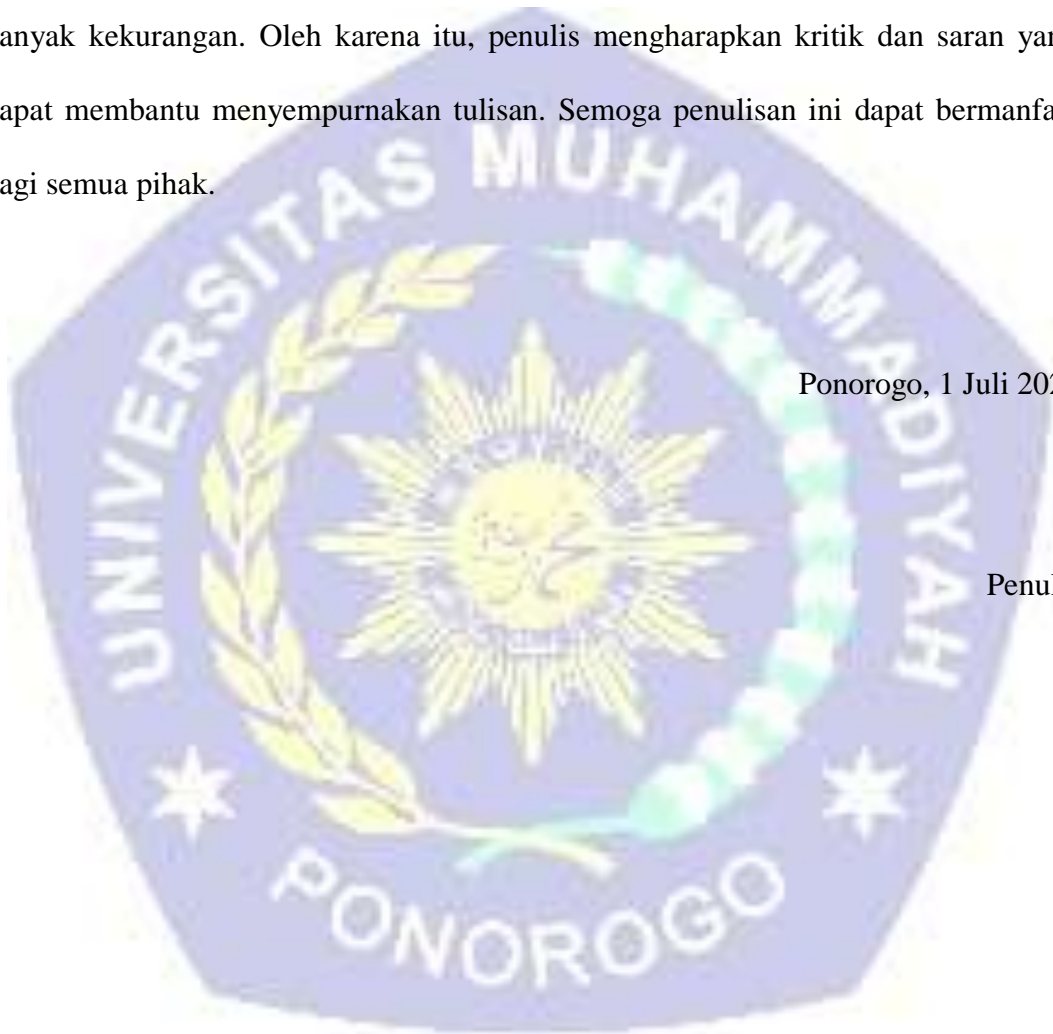 anyak kekurangan. Oleh karena itu, penulis mengharapkan kritik dan saran yan
apat membantu menyempurnakan tulisan. Semoga penulisan ini dapat bermanfa
agi semua pihak.
UNIVERSITAS MUHAMMADIYAH
Ponorogo, 1 Juli 202
Penul
PONOROGO